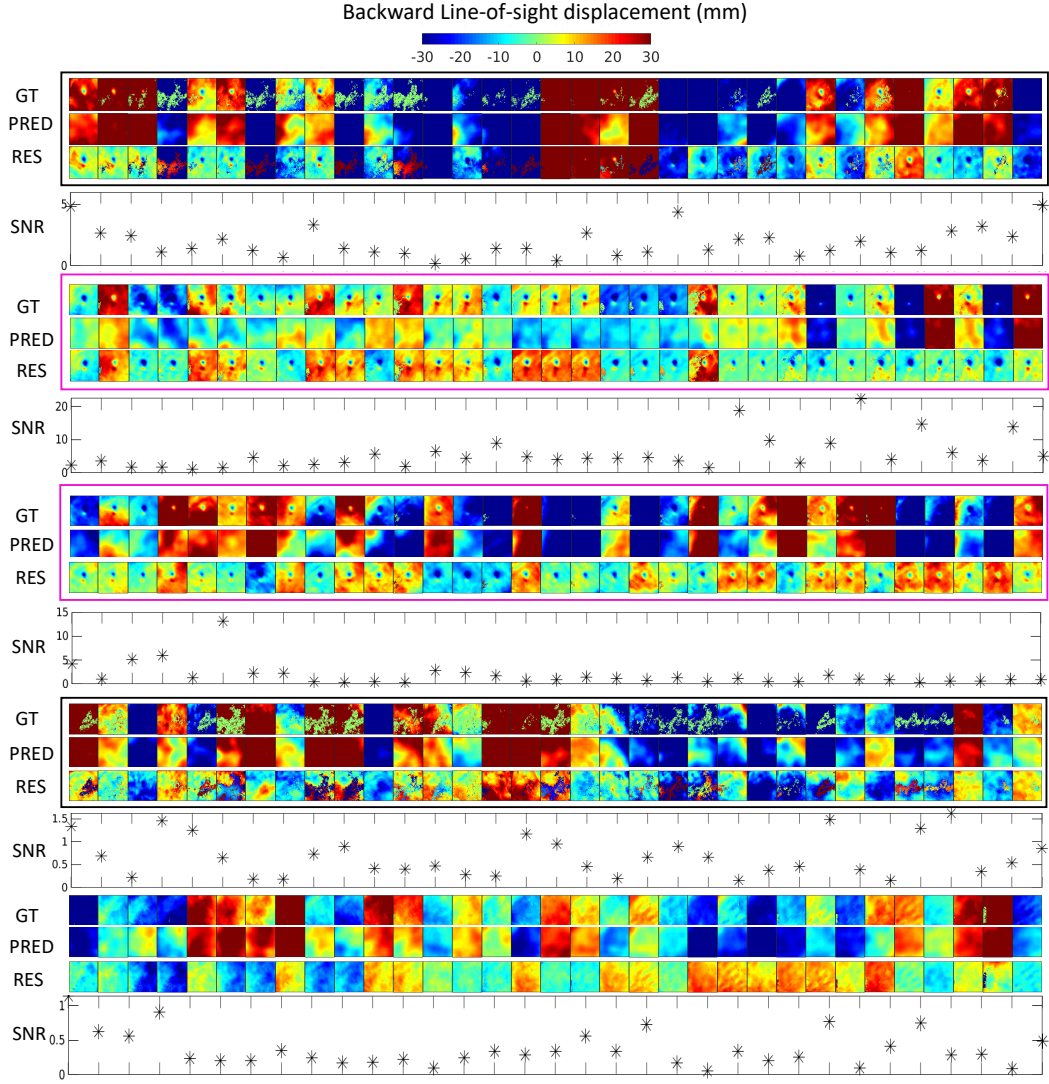 Backward Line-of-sight displacement (mm)
-30 -20 -10 0 10 20 30
GT
PRED
RES
5
SNR
0
GT
PRED
RES
20
SNR
10
0
GT
PRED
RES
15
10
SNR
5
0
GT
PRED
RES
1.5
1
SNR
0.5
0
GT
PRED
RES
1
SNR
0.5
0